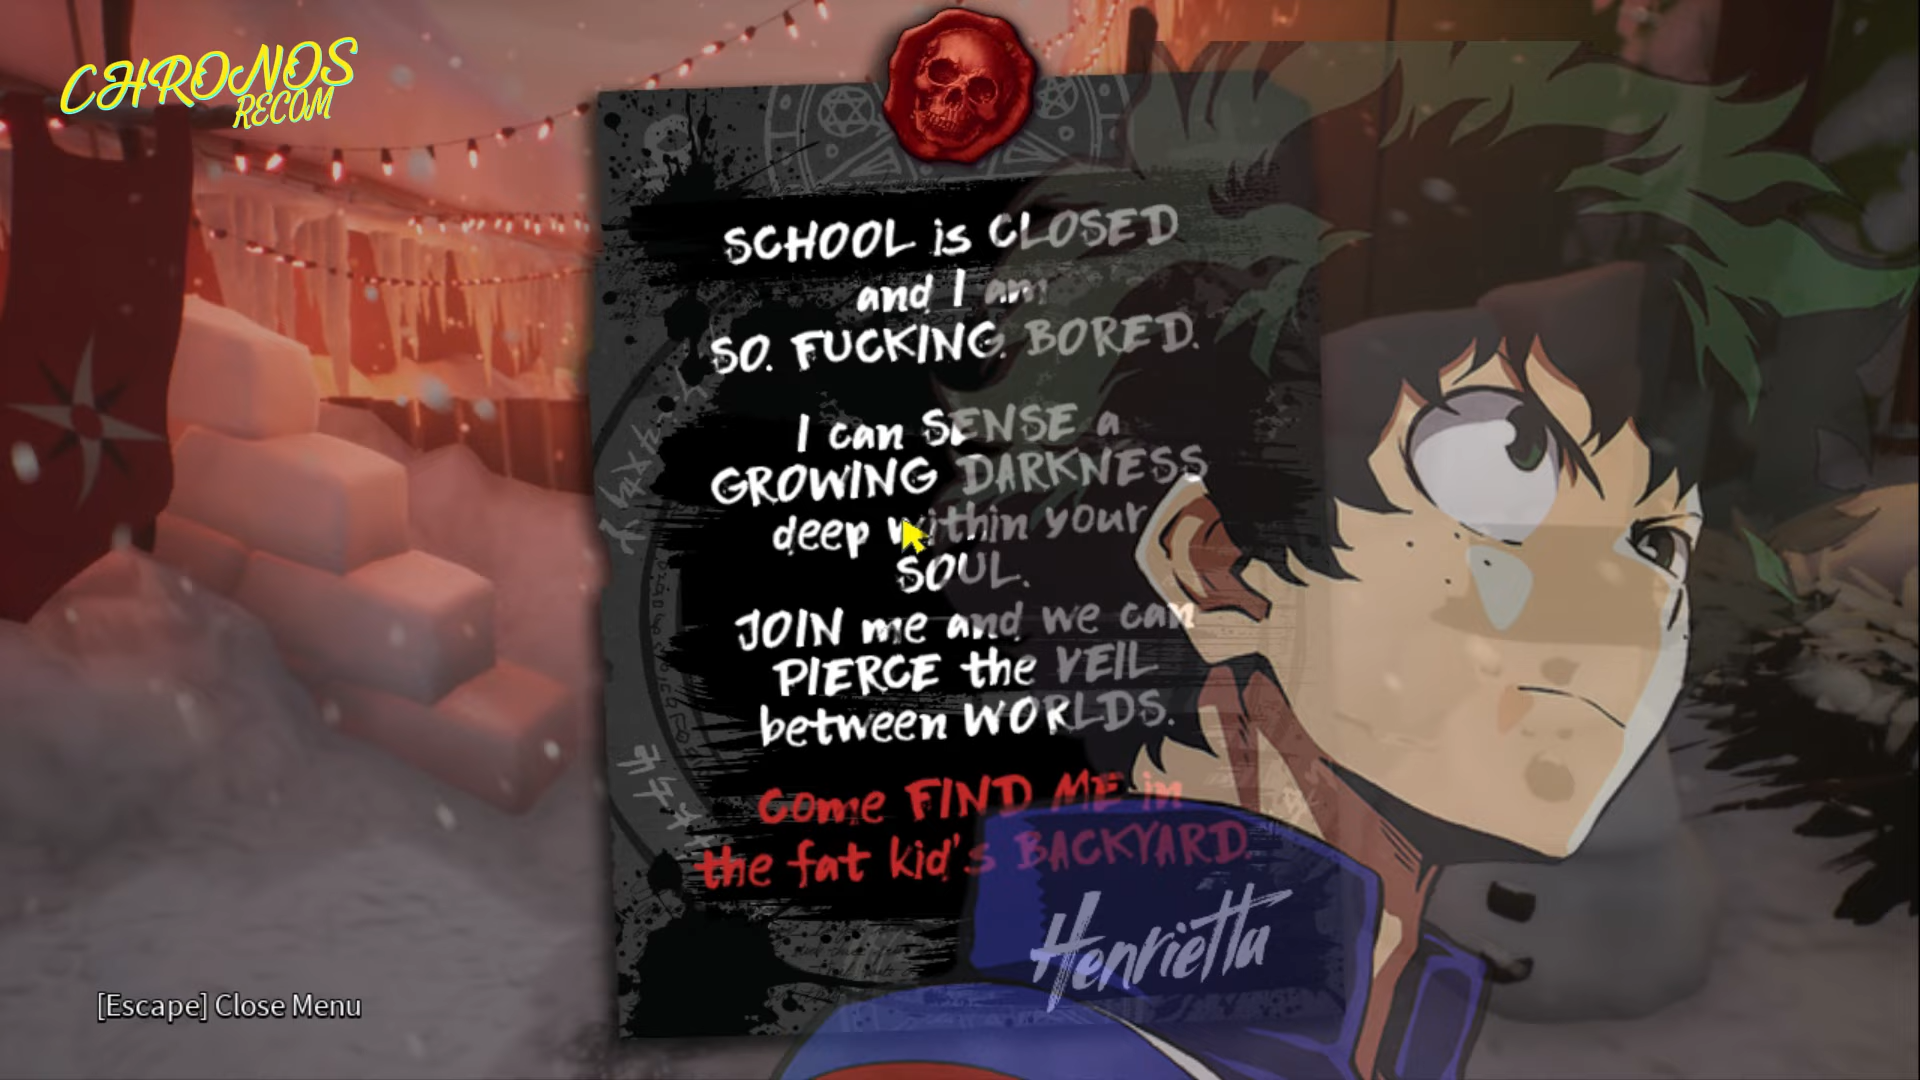 CHRONOS
RECOM
SCHOOL is CLOSED
and I am
SO. FUCKING. BORED.
I can SENSE a
GROWING DARKNESS
deep within your
SOUL.
JOIN me and we can
PIERCE the VEIL
between WORLDS.
Come FIND ME in
the fat kid's BACKYARD.
Henrietta
[Escape] Close Menu